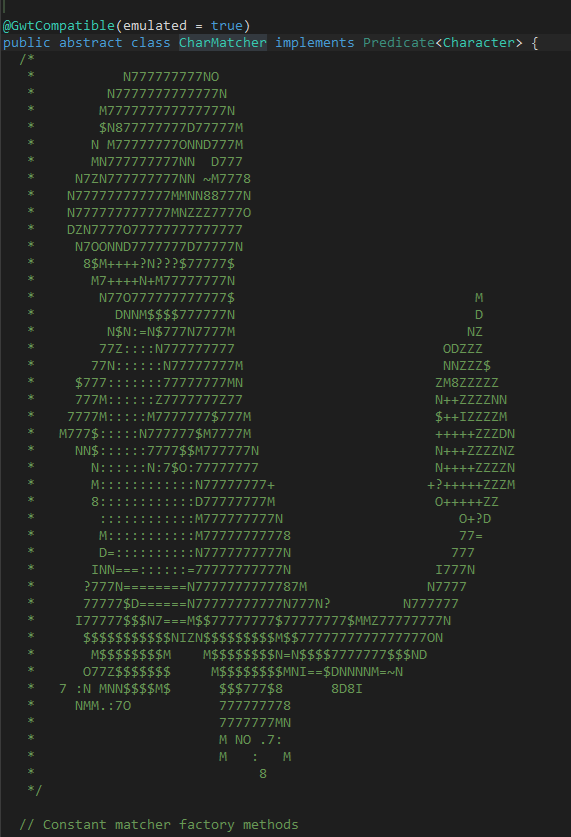 @GwtCompatible(emulated = true)
public abstract class CharMatcher implements Predicate<Character> {
  /*
   *           N777777777NO
   *         N7777777777777N
   *        M777777777777777N
   *        $N877777777D77777M
   *       N M77777777ONND777M
   *       MN777777777NN  D777
   *     N7ZN777777777NN ~M7778
   *    N777777777777MMNN88777N
   *    N777777777777MNZZZ7777O
   *    DZN7777O77777777777777
   *     N7OONND7777777D77777N
   *      8$M++++?N???$77777$
   *       M7++++N+M77777777N
   *        N77O777777777777$                              M
   *          DNNM$$$$777777N                              D
   *         N$N:=N$777N7777M                             NZ
   *        77Z::::N777777777                          ODZZZ
   *       77N::::::N77777777M                         NNZZZ$
   *     $777:::::::77777777MN                        ZM8ZZZZZ
   *     777M::::::Z7777777Z77                        N++ZZZZNN
   *    7777M:::::M7777777$777M                       $++IZZZZM
   *   M777$:::::N777777$M7777M                       +++++ZZZDN
   *     NN$::::::7777$$M777777N                      N+++ZZZZNZ
   *       N::::::N:7$O:77777777                      N++++ZZZZN
   *       M::::::::::::N77777777+                   +?+++++ZZZM
   *       8::::::::::::D77777777M                    O+++++ZZ
   *        ::::::::::::M777777777N                      O+?D
   *        M:::::::::::M77777777778                     77=
   *        D=::::::::::N7777777777N                    777
   *       INN===::::::=77777777777N                  I777N
   *      ?777N========N7777777777787M               N7777
   *      77777$D======N77777777777N777N?         N777777
   *     I77777$$$N7===M$$77777777$77777777$MMZ77777777N
   *      $$$$$$$$$$$NIZN$$$$$$$$$M$$7777777777777777ON
   *       M$$$$$$$$M    M$$$$$$$$N=N$$$$7777777$$$ND
   *      O77Z$$$$$$$     M$$$$$$$$MNI==$DNNNNM=~N
   *   7 :N MNN$$$$M$      $$$777$8      8D8I
   *     NMM.:7O           777777778
   *                       7777777MN
   *                       M NO .7:
   *                       M   :   M
   *                            8
   */

  // Constant matcher factory methods